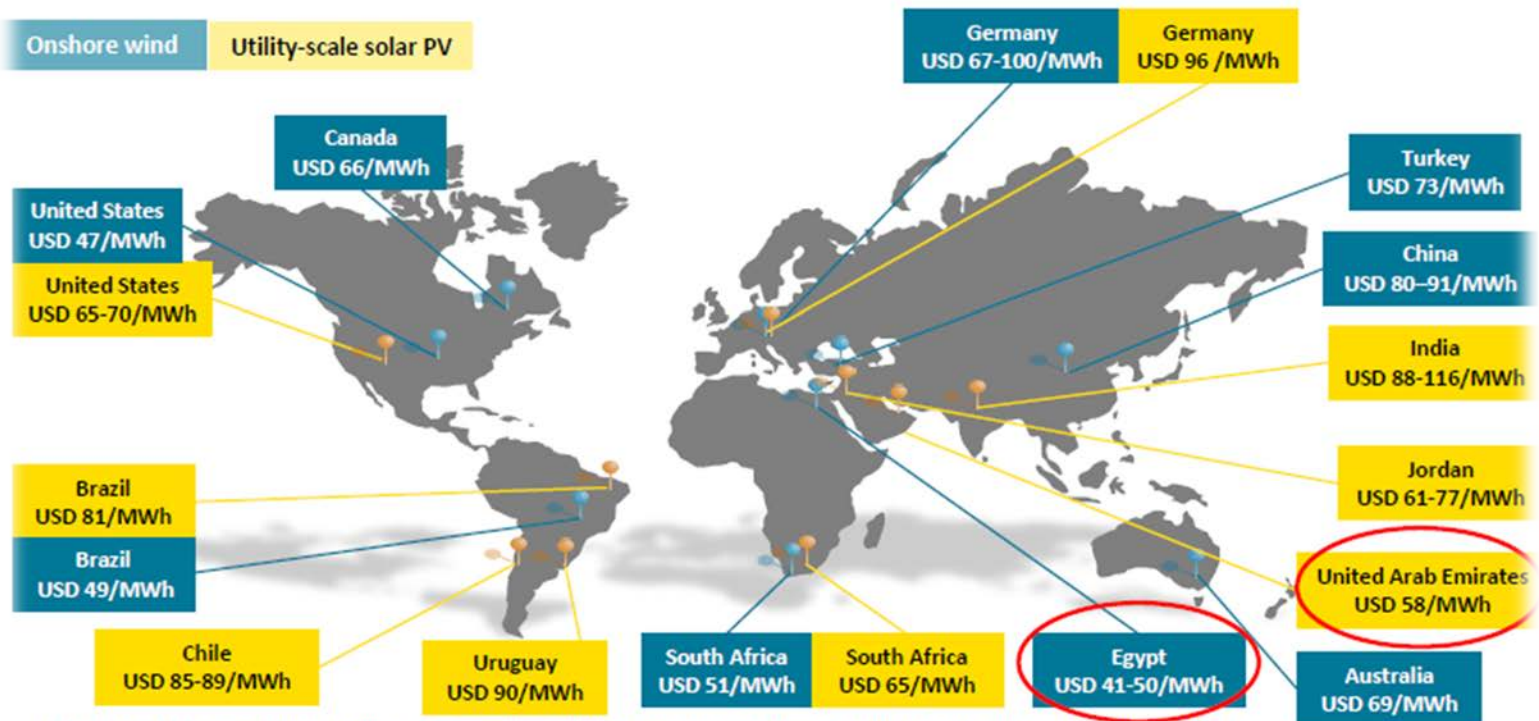 Onshore wind
Utility-scale solar PV
Germany
USD 67-100/MWh
Germany
USD 96 /MWh
Canada
USD 66/MWh
Turkey
USD 73/MWh
United States
USD 47/MWh
China
USD 80–91/MWh
United States
USD 65-70/MWh
India
USD 88-116/MWh
Brazil
USD 81/MWh
Jordan
USD 61-77/MWh
Brazil
USD 49/MWh
United Arab Emirates
USD 58/MWh
Chile
USD 85-89/MWh
Uruguay
USD 90/MWh
South Africa
USD 51/MWh
South Africa
USD 65/MWh
Egypt
USD 41-50/MWh
Australia
USD 69/MWh